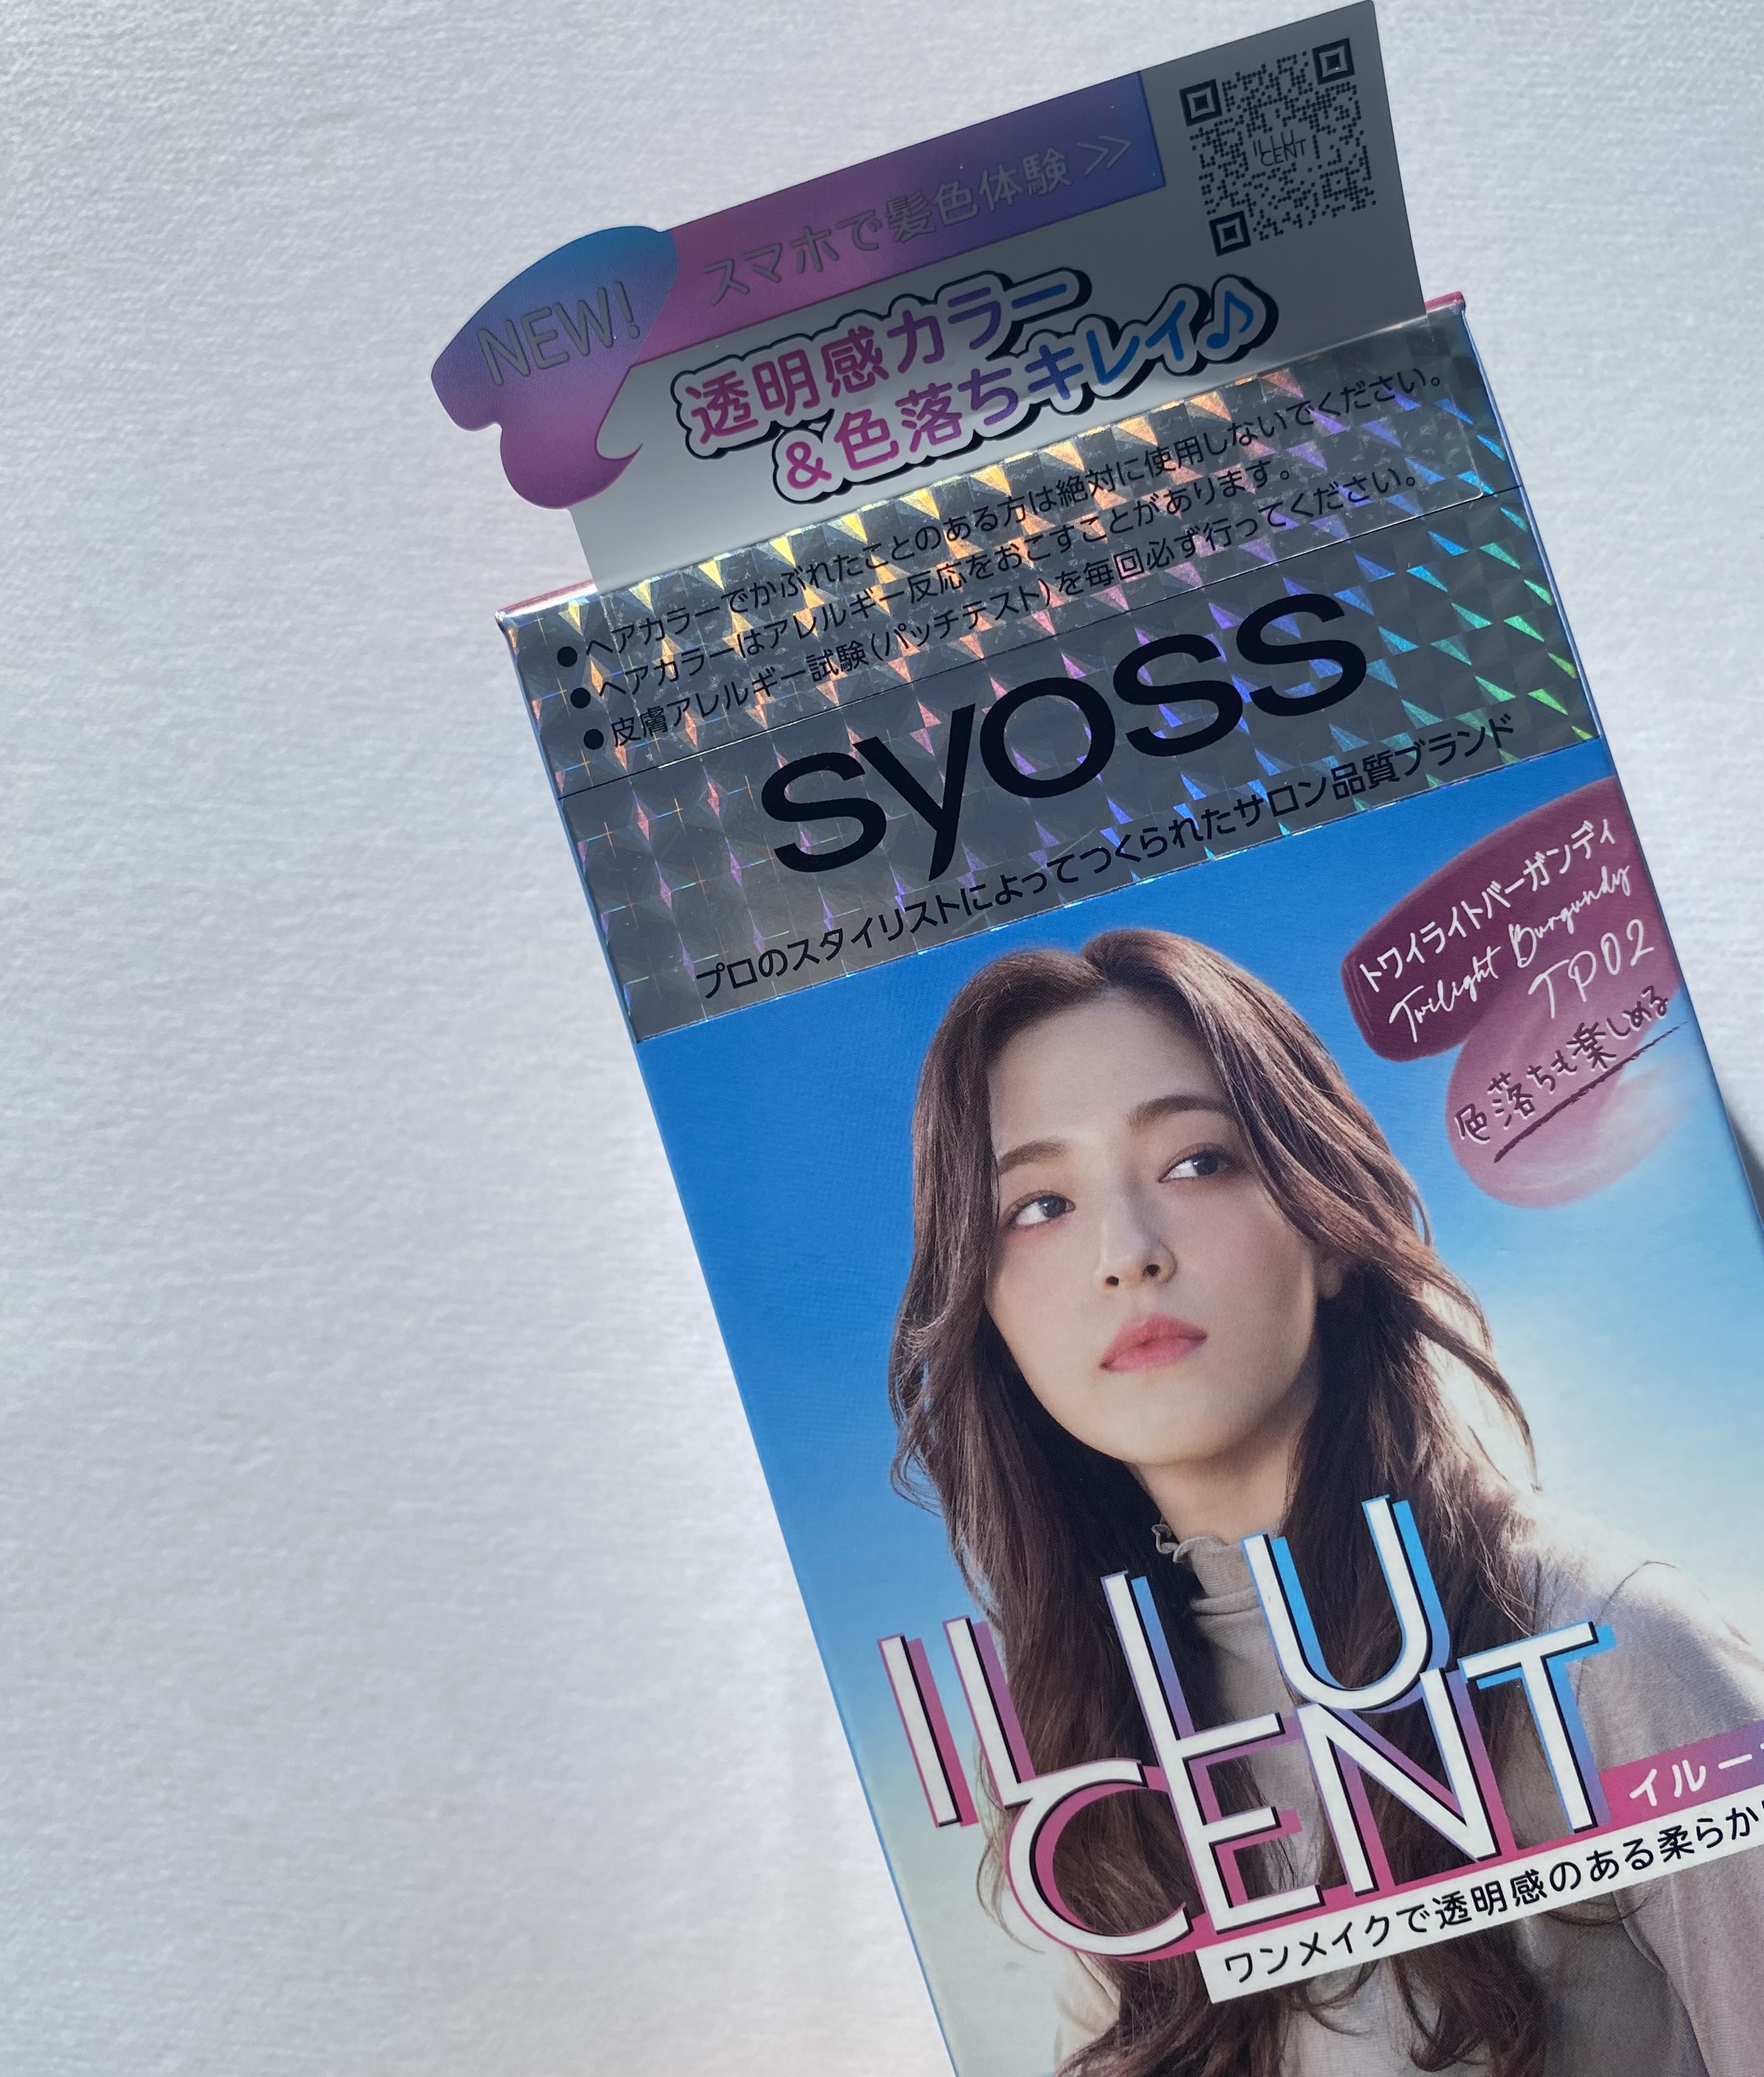 NEW!
スマホで髪色体験 >>
ILLU
CENT
透明感カラー
&色落ちキレイ♪
●ヘアカラーでかぶれたことのある方は絶対に使用しないでください。
●ヘアカラーはアレルギー反応をおこすことがあります。
●皮膚アレルギー試験(パッチテスト)を毎回必ず行ってください。
syoss
プロのスタイリストによってつくられたサロン品質ブランド
トワイライトバーガンディ
Twilight Burgundy
TP02
色落ちも楽しめる
ILLU
CENT
イルー
ワンメイクで透明感のある柔らか